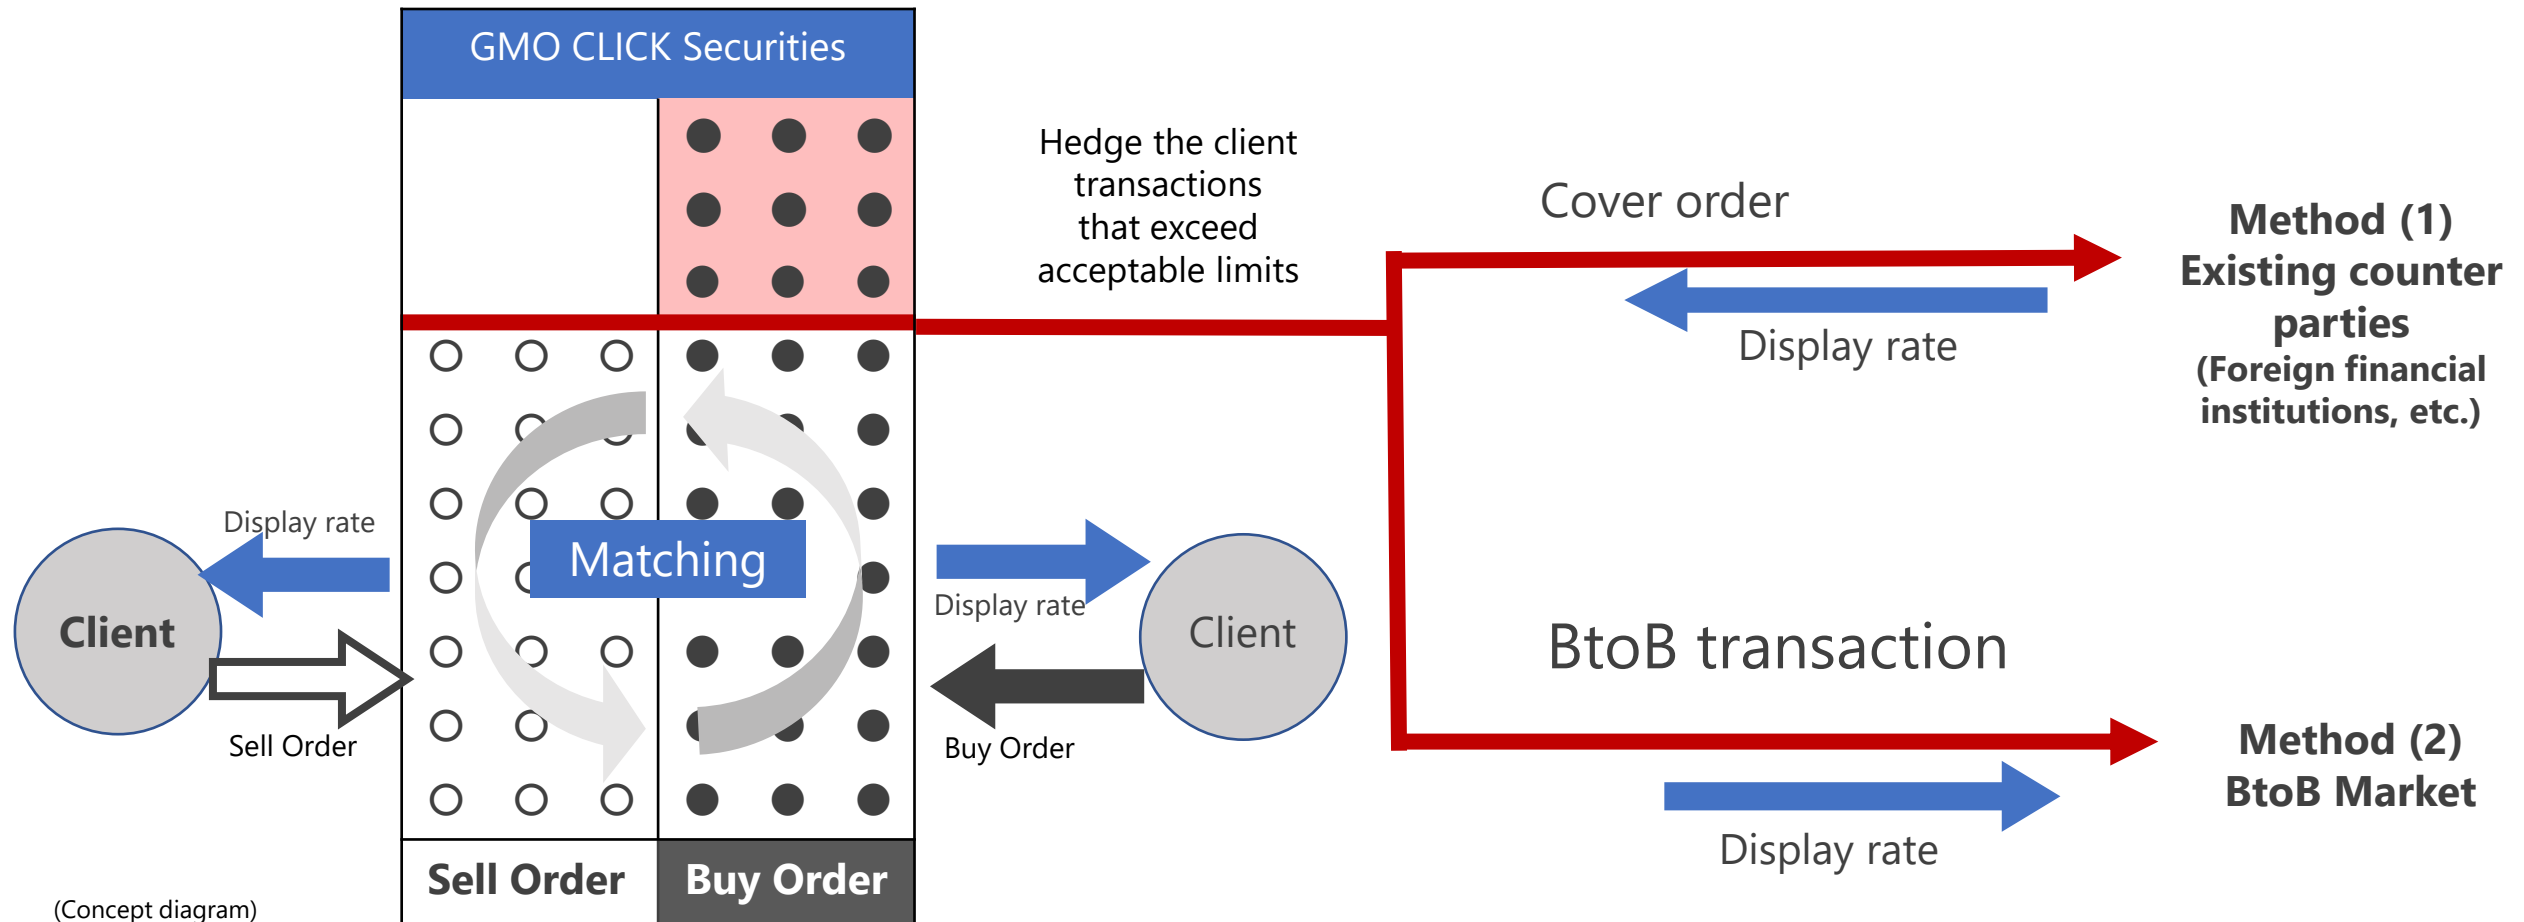 GMO CLICK Securities
Hedge the client
transactions
that exceed
acceptable limits
Cover order
Display rate
Method (1)
Existing counter
parties
(Foreign financial
institutions, etc.)
Display rate
Client
Sell Order
Matching
Display rate
Client
Buy Order
BtoB transaction
Display rate
Method (2)
BtoB Market
Sell Order
Buy Order
(Concept diagram)